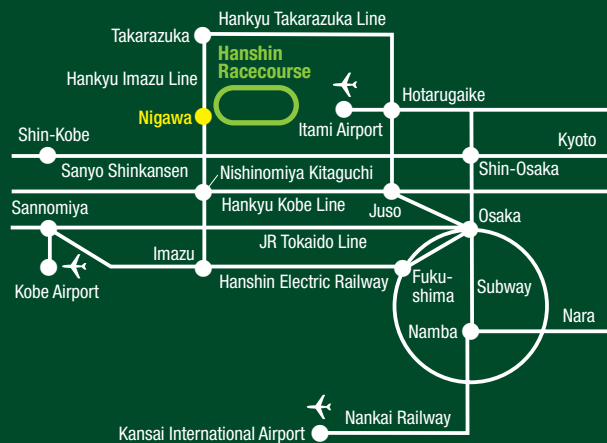 Hankyu Takarazuka Line
Takarazuka
Hanshin
Racecourse
Hankyu Imazu Line
Hotarugaike
Nigawa
Itami Airport
Shin-Kobe
Kyoto
Sanyo Shinkansen
Nishinomiya Kitaguchi
Shin-Osaka
Hankyu Kobe Line
Juso
Sannomiya
Osaka
JR Tokaido Line
Imazu
Kobe Airport
Hanshin Electric Railway
Fuku-
shima
Subway
Namba
Nara
Nankai Railway
Kansai International Airport